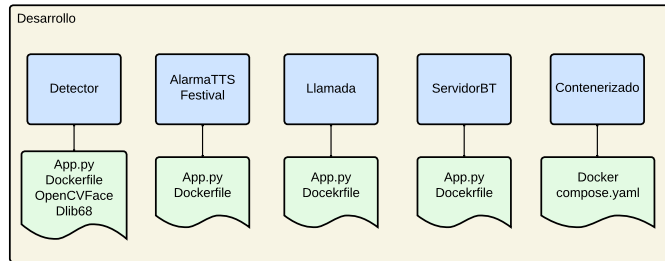 Desarrollo
Detector
AlarmaTTS
Festival
Llamada
ServidorBT
Contenerizado
App.py
Dockerfile
OpenCVFace
Dlib68
App.py
Dockerfile
App.py
Docekrfile
App.py
Docekrfile
Docker
compose.yaml